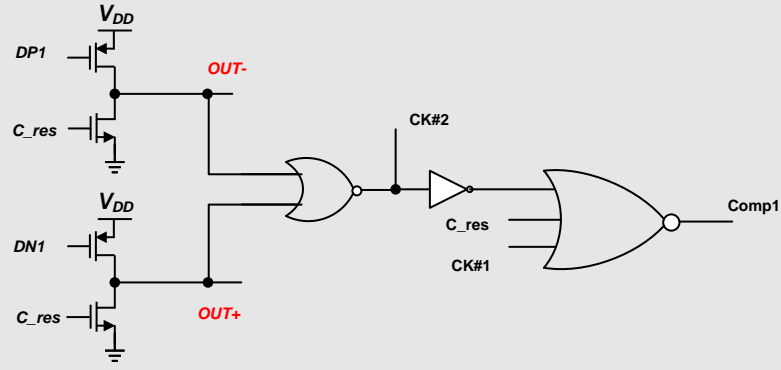 VDD
DP1
OUT-
C_res
CK#2
VDD
DN1
C_res
OUT+
C_res
CK#1
Comp1